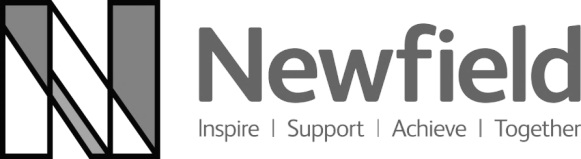 Newfield
Inspire | Support | Achieve | Together